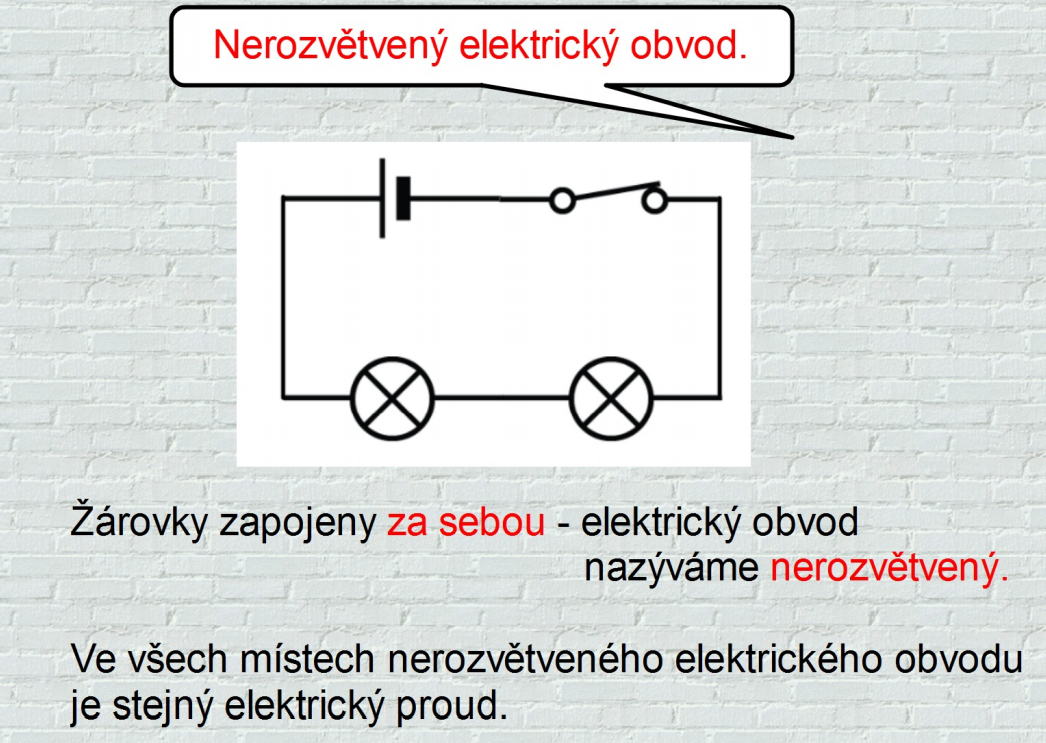 Nerozvětvený elektrický obvod.
Žárovky zapojeny za sebou - elektrický obvod
nazýváme nerozvětvený.
Ve všech místech nerozvětveného elektrického obvodu
je stejný elektrický proud.